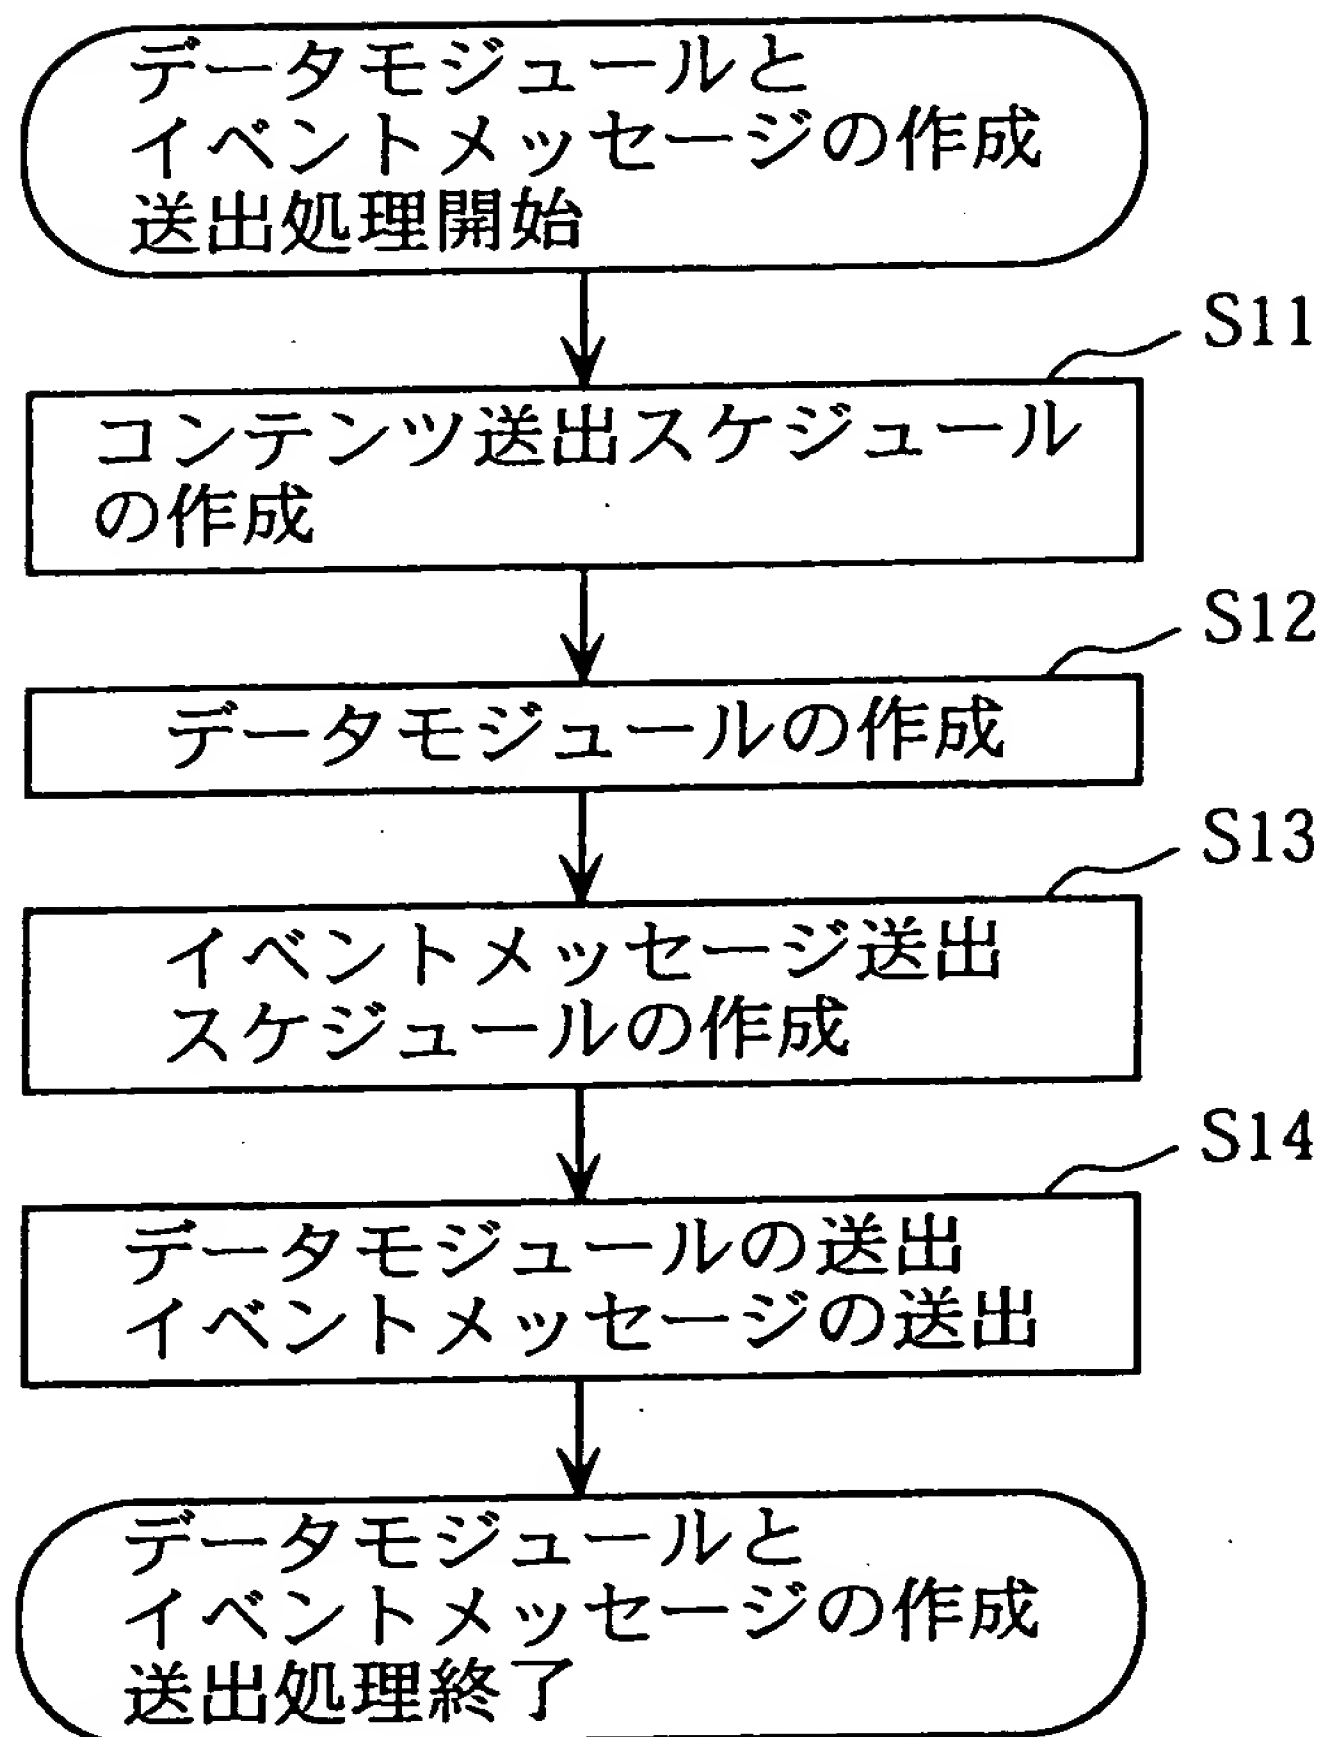 データモジュールと
イベントメッセージの作成
送出処理開始
S11
コンテンツ送出スケジュール
の作成
S12
データモジュールの作成
S13
イベントメッセージ送出
スケジュールの作成
S14
データモジュールの送出
イベントメッセージの送出
データモジュールと
イベントメッセージの作成
送出処理終了